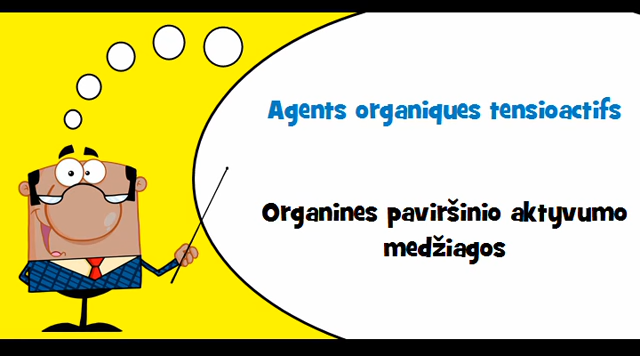 Agents organiques tensioactifs
Organines paviršinio aktyvumo
medžiagos